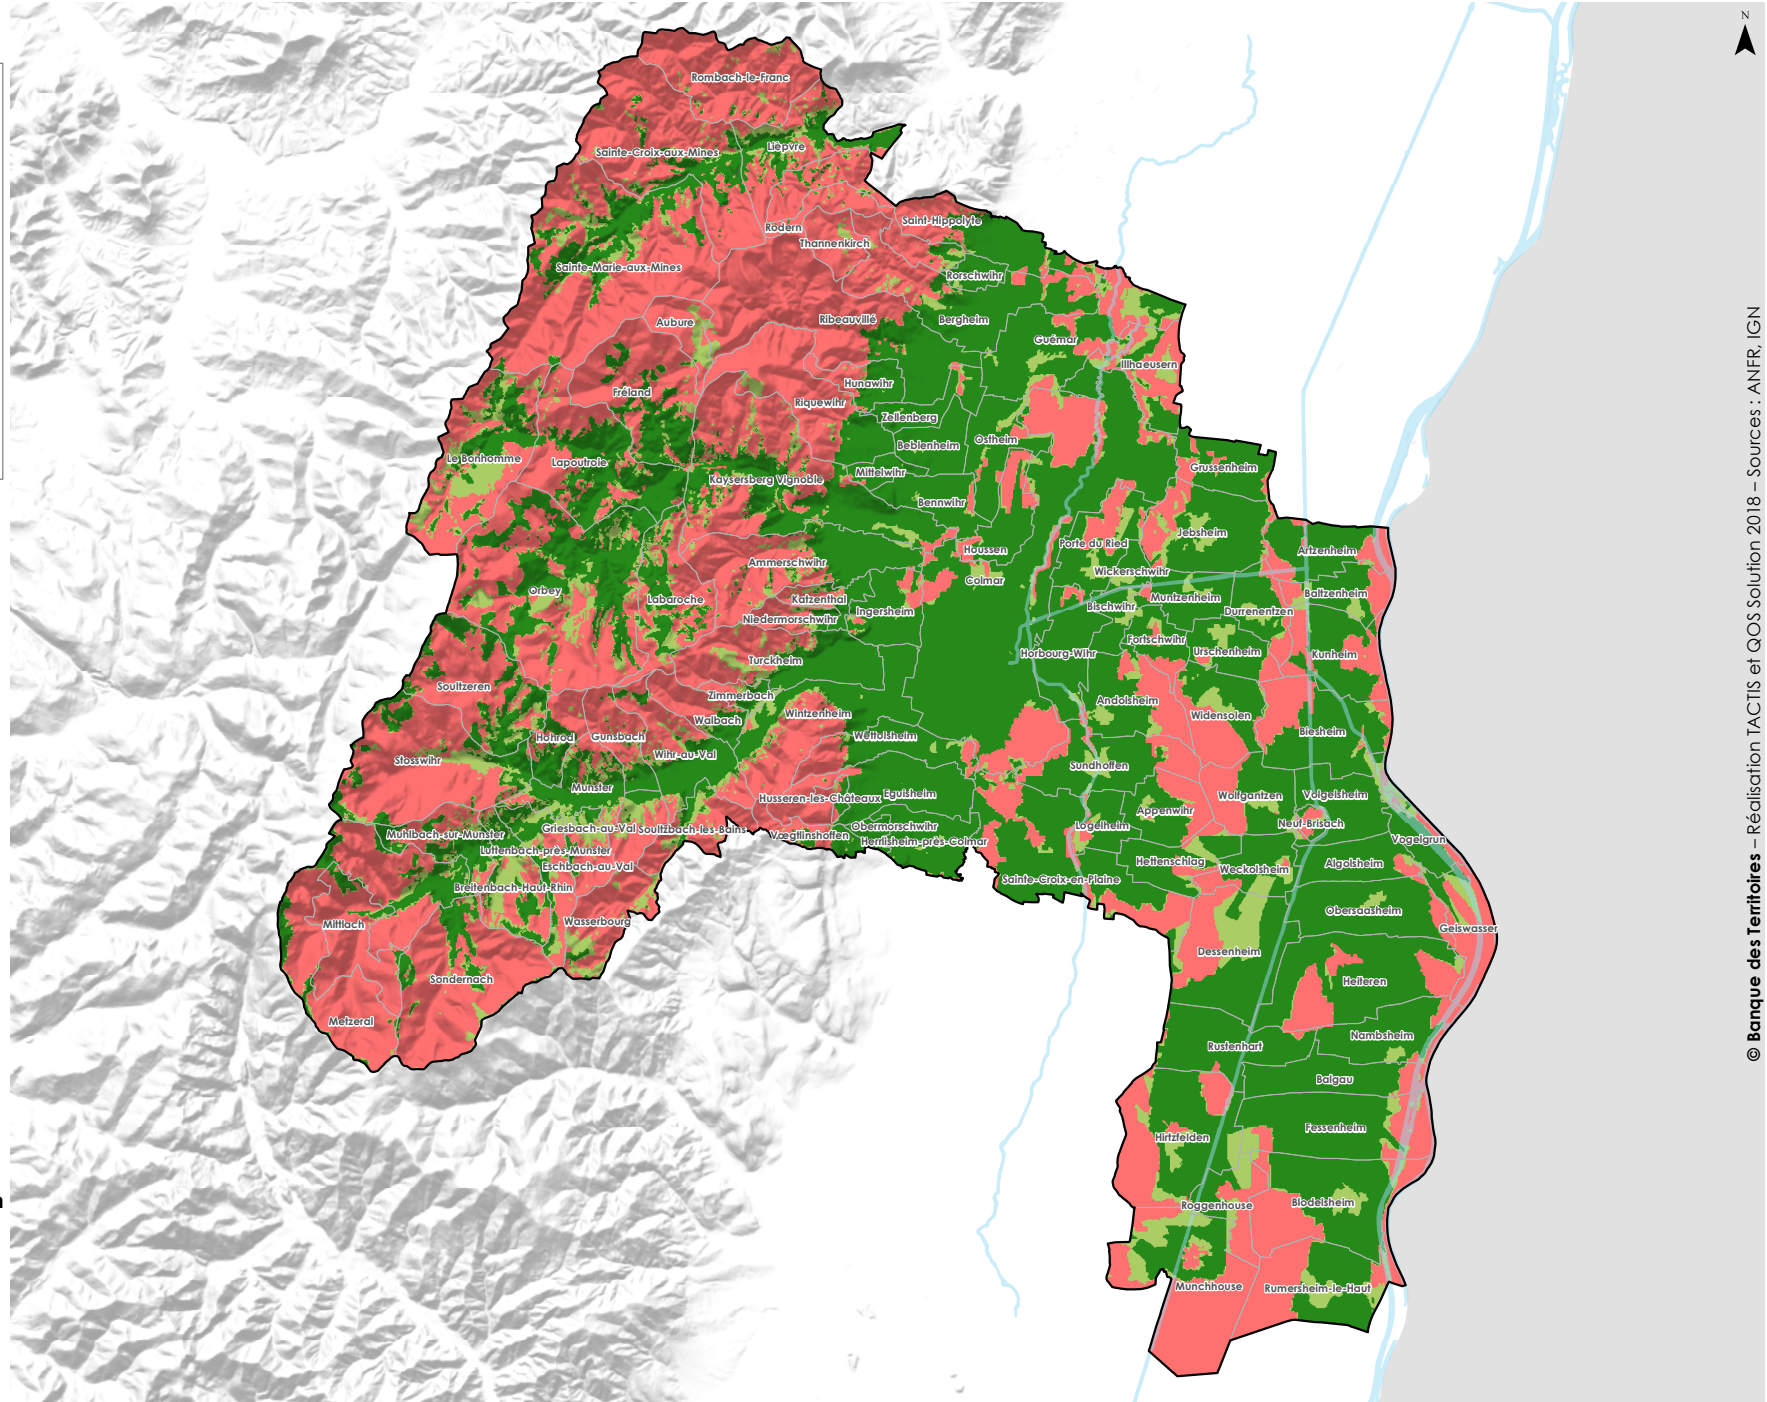 N
Rombach-le-Franc
Lièpvre
Sainte-Croix-aux-Mines
Saint-Hippolyte
Rodern
Thannenkirch
Sainte-Marie-aux-Mines
Rorschwihr
Aubure
Ribeauvillé
Bergheim
Guémar
Illhaeusern
Hunawihr
Fréland
Riquewihr
Zellenberg
Ostheim
Beblenheim
Le Bonhomme
Lapoutroie
Grussenheim
Mittelwihr
Kaysersberg Vignoble
Bennwihr
Jebsheim
Porte du Ried
Houssen
Artzenheim
Ammerschwihr
Wickerschwihr
Colmar
Orbey
Baltzenheim
Labaroche
Katzenthal
Muntzenheim
Bischwihr
Ingersheim
Durrenentzen
Niedermorschwihr
Fortschwihr
Horbourg-Wihr
Urschenheim
Kunheim
Turckheim
Soultzeren
Zimmerbach
Andolsheim
Wintzenheim
Widensolen
Walbach
Hohrod
Gunsbach
Wettolsheim
Biesheim
Wihr-au-Val
Stosswihr
Sundhoffen
Munster
Eguisheim
Husseren-les-Châteaux
Wolfgantzen
Volgelsheim
Appenwihr
Griesbach-au-Val
Soultzbach-les-Bains
Obermorschwihr
Logelheim
Neuf-Brisach
Muhlbach-sur-Munster
Vœgtlinshoffen
Herrlisheim-près-Colmar
Vogelgrun
Luttenbach-près-Munster
Eschbach-au-Val
Hettenschlag
Weckolsheim
Algolsheim
Breitenbach-Haut-Rhin
Sainte-Croix-en-Plaine
Obersaasheim
Mittlach
Wasserbourg
Geiswasser
Dessenheim
Sondernach
Heiteren
Metzeral
Nambsheim
Rustenhart
Balgau
Fessenheim
Hirtzfelden
Roggenhouse
Blodelsheim
Munchhouse
Rumersheim-le-Haut
© Banque des Territoires – Réalisation TACTIS et QOS Solution 2018 – Sources : ANFR, IGN